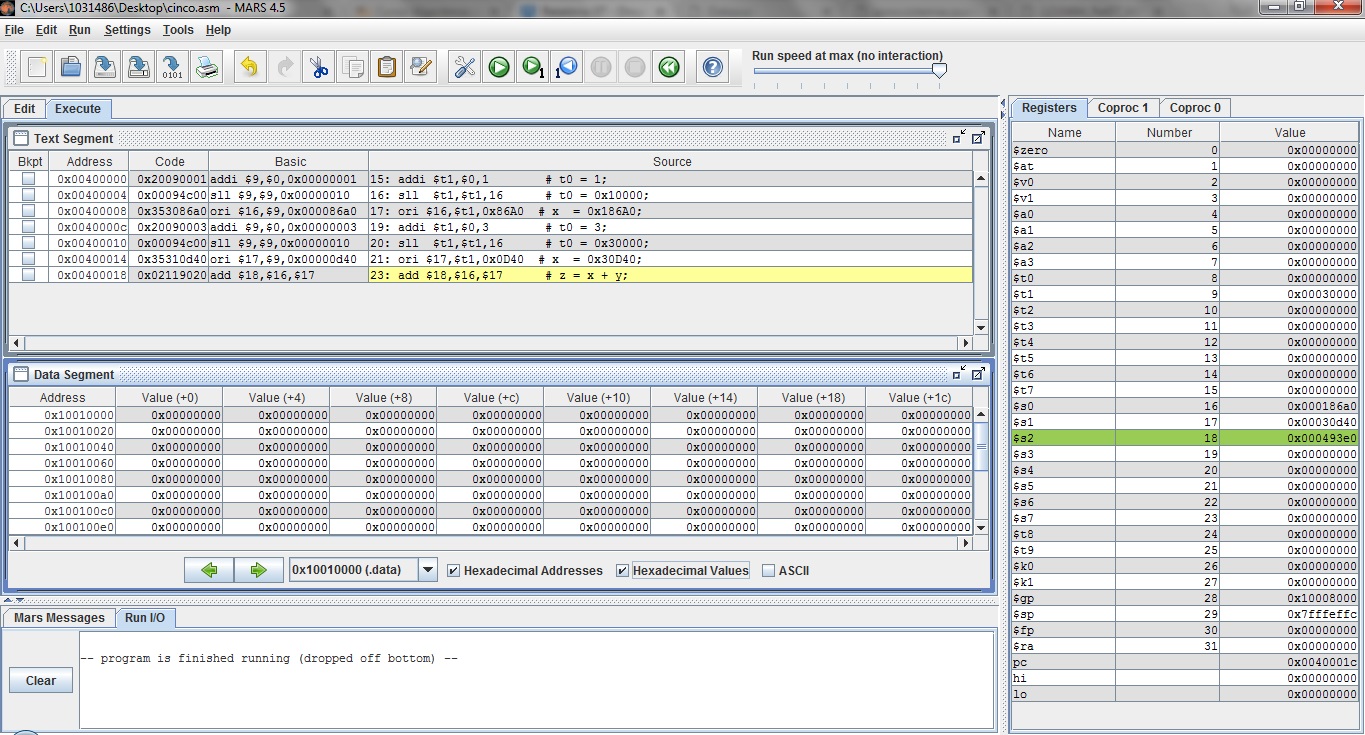 C:\Users\1031486\Desktop\cinco.asm - MARS 4.5
File Edit Run Settings Tools Help
Run speed at max (no interaction)
Edit Execute
Text Segment
Bkpt Address Code Basic Source
0x00400000 0x20090001 addi $9,$0,0x00000001 15: addi $t1,$0,1 # t0 = 1;
0x00400004 0x00094c00 sll $9,$9,0x00000010 16: sll $t1,$t1,16 # t0 = 0x10000;
0x00400008 0x353086a0 ori $16,$9,0x000086a0 17: ori $16,$t1,0x86A0 # x = 0x186A0;
0x0040000c 0x20090003 addi $9,$0,0x00000003 19: addi $t1,$0,3 # t0 = 3;
0x00400010 0x00094c00 sll $9,$9,0x00000010 20: sll $t1,$t1,16 # t0 = 0x30000;
0x00400014 0x35310d40 ori $17,$9,0x00000d40 21: ori $17,$t1,0x0D40 # x = 0x30D40;
0x00400018 0x02119020 add $18,$16,$17 23: add $18,$16,$17 # z = x + y;
Data Segment
Address Value (+0) Value (+4) Value (+8) Value (+c) Value (+10) Value (+14) Value (+18) Value (+1c)
0x10010000 0x00000000 0x00000000 0x00000000 0x00000000 0x00000000 0x00000000 0x00000000 0x00000000
0x10010020 0x00000000 0x00000000 0x00000000 0x00000000 0x00000000 0x00000000 0x00000000 0x00000000
0x10010040 0x00000000 0x00000000 0x00000000 0x00000000 0x00000000 0x00000000 0x00000000 0x00000000
0x10010060 0x00000000 0x00000000 0x00000000 0x00000000 0x00000000 0x00000000 0x00000000 0x00000000
0x10010080 0x00000000 0x00000000 0x00000000 0x00000000 0x00000000 0x00000000 0x00000000 0x00000000
0x100100a0 0x00000000 0x00000000 0x00000000 0x00000000 0x00000000 0x00000000 0x00000000 0x00000000
0x100100c0 0x00000000 0x00000000 0x00000000 0x00000000 0x00000000 0x00000000 0x00000000 0x00000000
0x100100e0 0x00000000 0x00000000 0x00000000 0x00000000 0x00000000 0x00000000 0x00000000 0x00000000
0x10010000 (.data) Hexadecimal Addresses Hexadecimal Values ASCII
Mars Messages Run I/O
-- program is finished running (dropped off bottom) --
Clear
Registers Coproc 1 Coproc 0
Name Number Value
$zero 0 0x00000000
$at 1 0x00000000
$v0 2 0x00000000
$v1 3 0x00000000
$a0 4 0x00000000
$a1 5 0x00000000
$a2 6 0x00000000
$a3 7 0x00000000
$t0 8 0x00000000
$t1 9 0x00030000
$t2 10 0x00000000
$t3 11 0x00000000
$t4 12 0x00000000
$t5 13 0x00000000
$t6 14 0x00000000
$t7 15 0x00000000
$s0 16 0x000186a0
$s1 17 0x00030d40
$s2 18 0x000493e0
$s3 19 0x00000000
$s4 20 0x00000000
$s5 21 0x00000000
$s6 22 0x00000000
$s7 23 0x00000000
$t8 24 0x00000000
$t9 25 0x00000000
$k0 26 0x00000000
$k1 27 0x00000000
$gp 28 0x10008000
$sp 29 0x7fffeffc
$fp 30 0x00000000
$ra 31 0x00000000
pc 0x0040001c
hi 0x00000000
lo 0x00000000